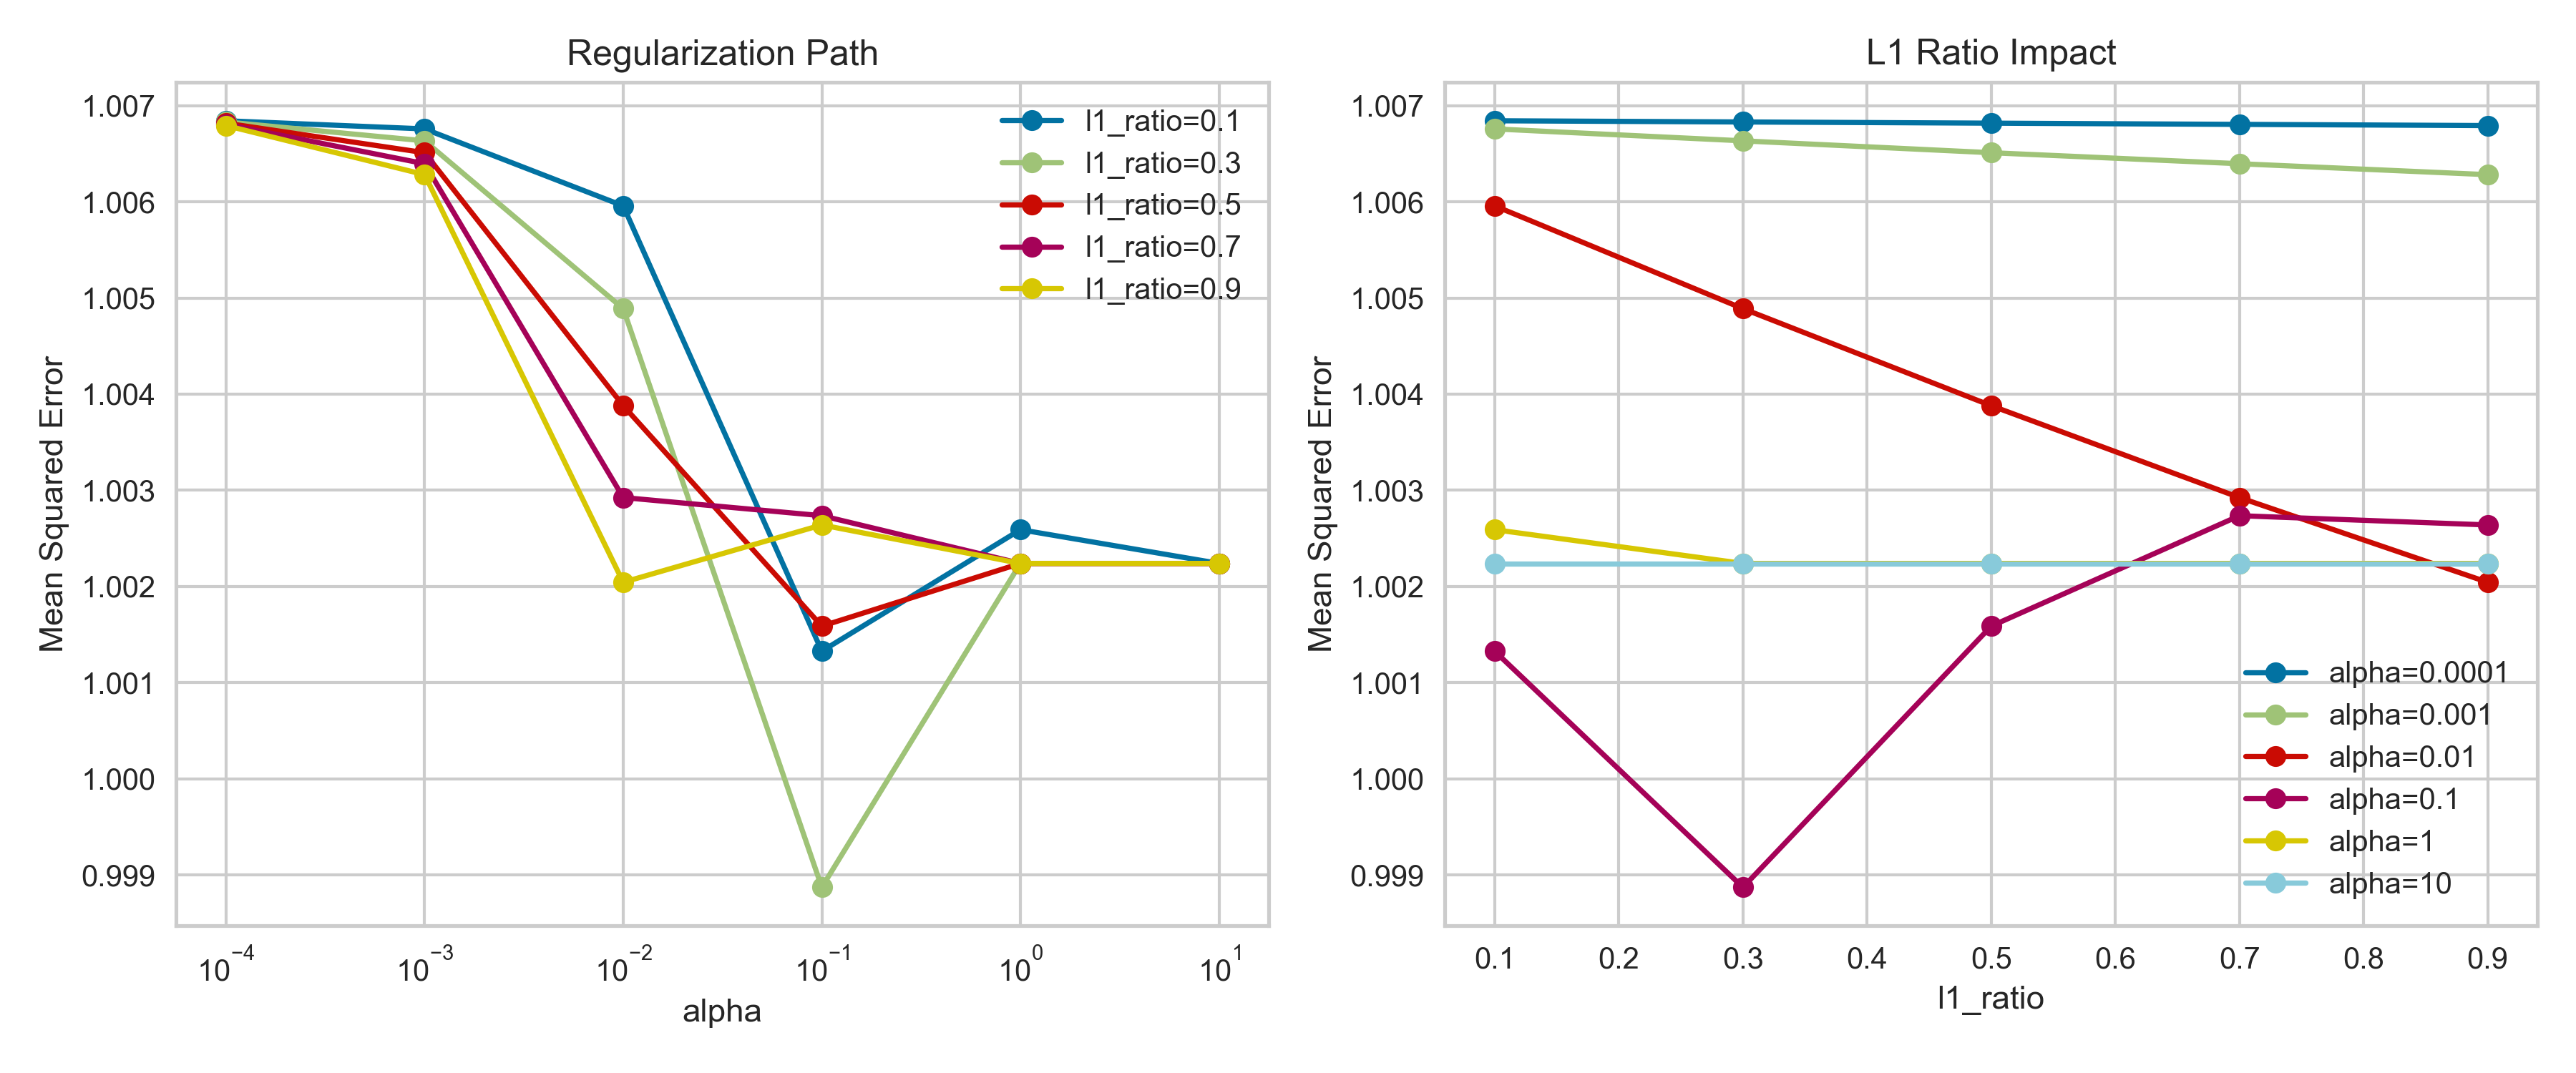 Regularization Path
Mean Squared Error
1.007
1.006
1.005
1.004
1.003
1.002
1.001
1.000
0.999
l1_ratio=0.1
l1_ratio=0.3
l1_ratio=0.5
l1_ratio=0.7
l1_ratio=0.9
10^−4 10^−3 10^−2 10^−1 10^0 10^1
alpha
L1 Ratio Impact
Mean Squared Error
1.007
1.006
1.005
1.004
1.003
1.002
1.001
1.000
0.999
alpha=0.0001
alpha=0.001
alpha=0.01
alpha=0.1
alpha=1
alpha=10
0.1 0.2 0.3 0.4 0.5 0.6 0.7 0.8 0.9
l1_ratio